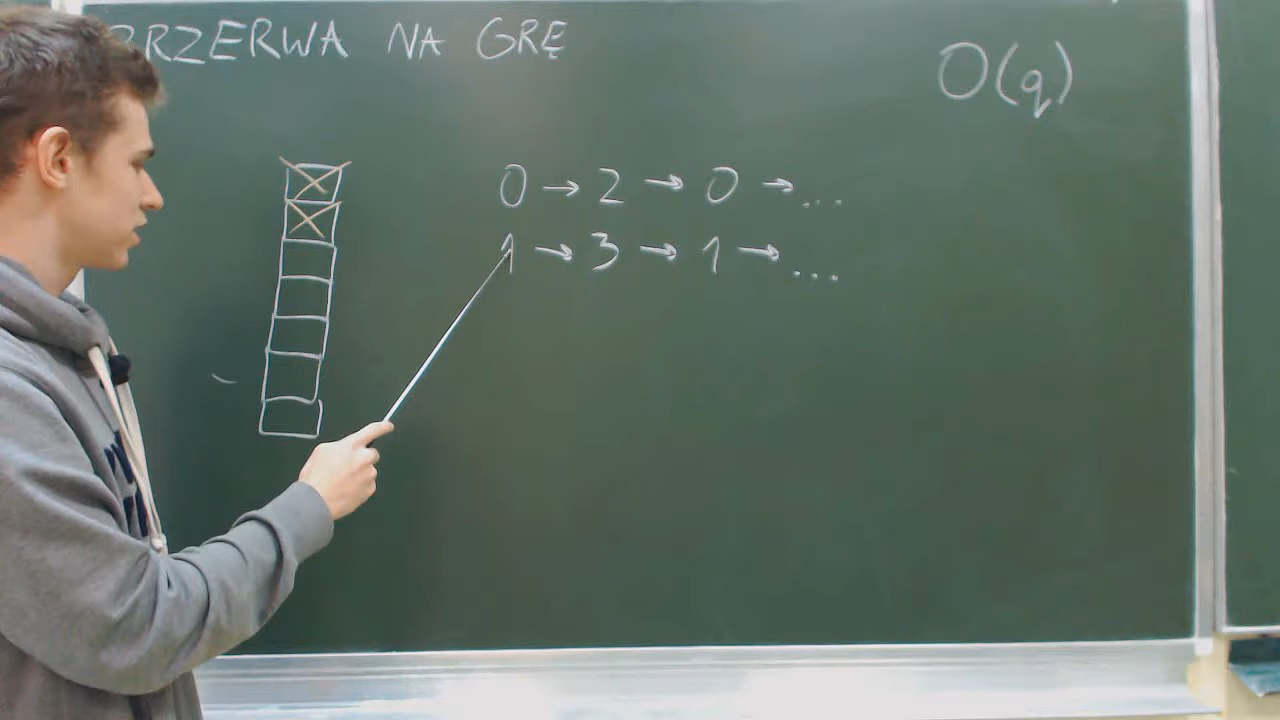 PRZERWA NA GRĘ
O(q)
0 → 2 → 0 → ...
1 → 3 → 1 → ...